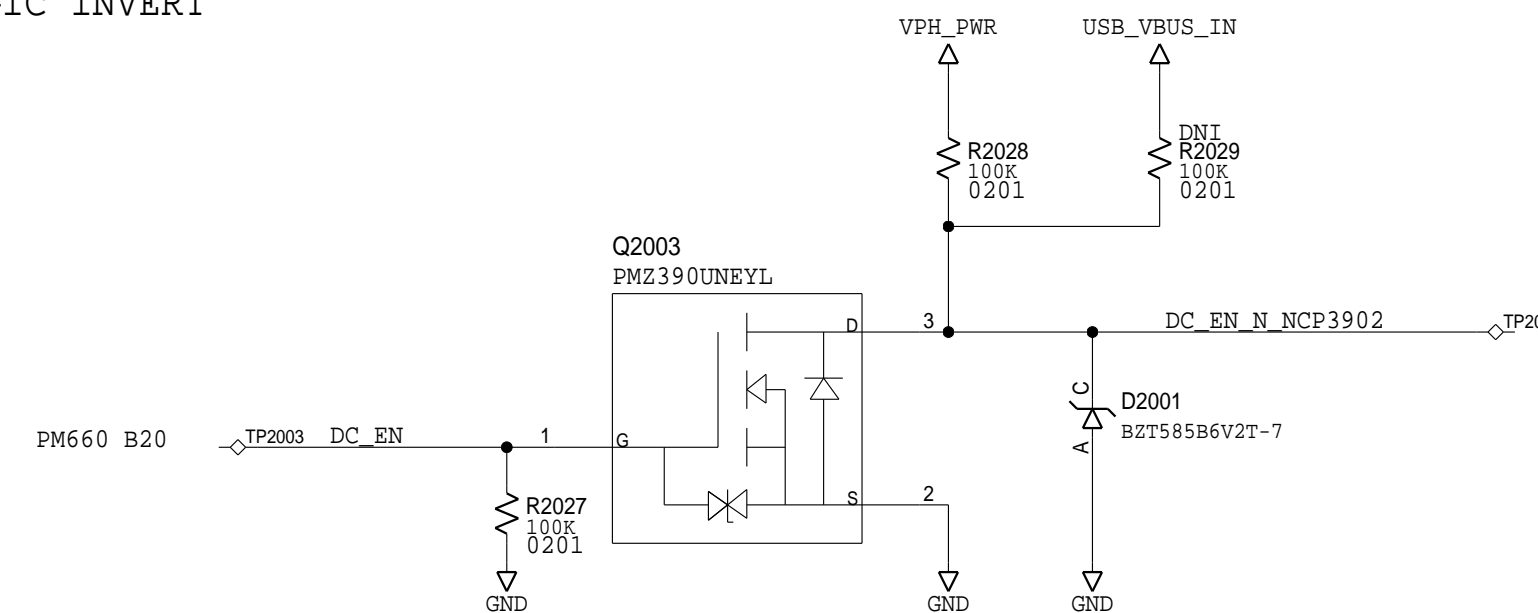 INVERT
VPH_PWR USB_VBUS_IN
DNI
R2028 R2029
100K 100K
0201 0201
Q2003
PMZ390UNEYL
D 3 DC_EN_N_NCP3902
C
D2001
BZT585B6V2T-7
A
PM660 B20 TP2003 DC_EN 1 G
S 2
R2027
100K
0201
GND GND GND